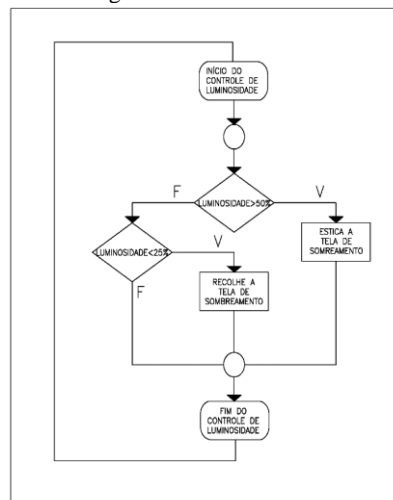 INÍCIO DO
CONTROLE DE
LUMINOSIDADE
F
LUMINOSIDADE>50%
V
ESTICA A
TELA DE
SOMREAMENTO
LUMINOSIDADE<25%
V
F
RECOLHE A
TELA DE
SOMBREAMENTO
FIM DO
CONTROLE DE
LUMINOSIDADE